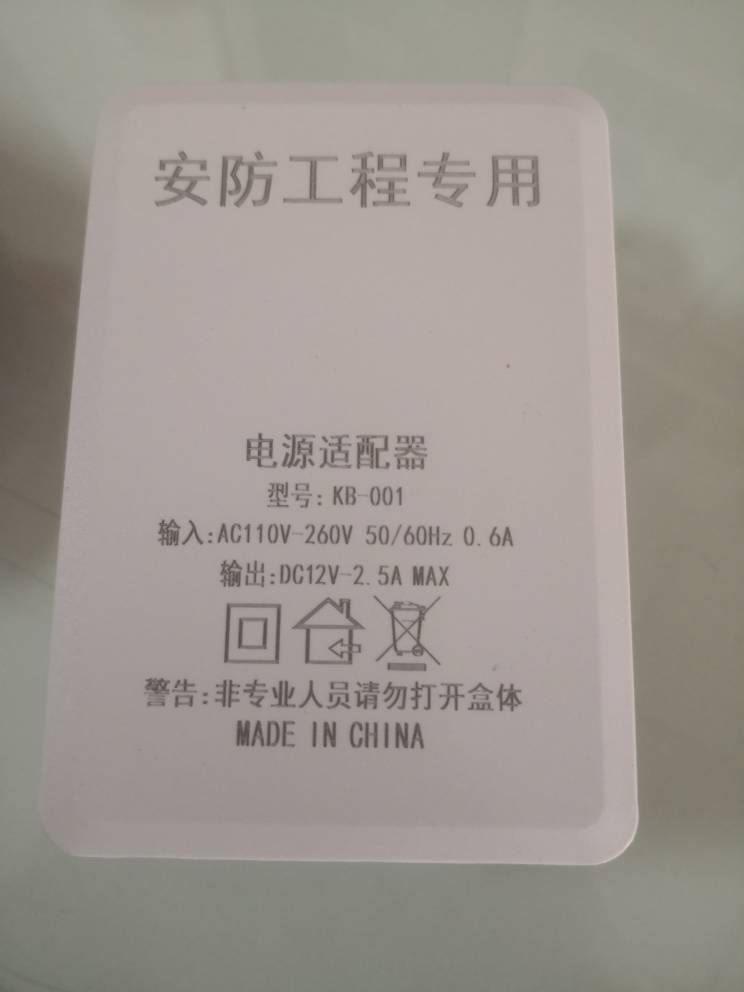 安防工程专用
电源适配器
型号: KB-001
输入:AC110V-260V 50/60Hz 0.6A
输出:DC12V-2.5A MAX
警告:非专业人员请勿打开盒体
MADE IN CHINA